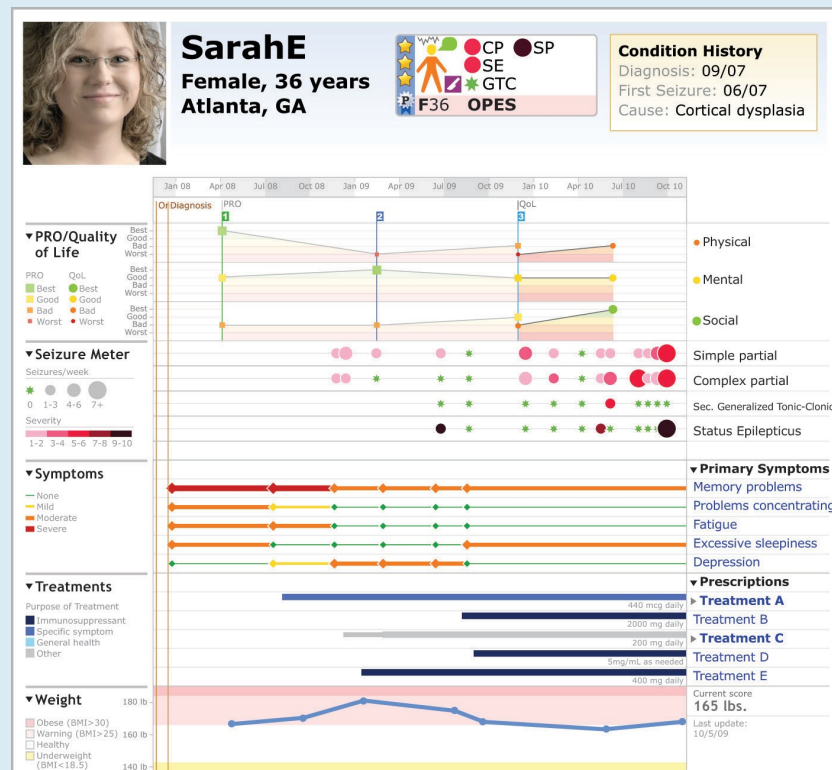 SarahE
Female, 36 years
Atlanta, GA
CP SP
SE
GTC
P F36 OPES
Condition History
Diagnosis: 09/07
First Seizure: 06/07
Cause: Cortical dysplasia
Jan 08 Apr 08 Jul 08 Oct 08 Jan 09 Apr 09 Jul 09 Oct 09 Jan 10 Apr 10 Jul 10 Oct 10
Diagnosis PRO QoL
1 2 3
PRO/Quality
of Life
PRO QoL
Best Best
Good Good
Bad Bad
Worst Worst
Best
Good
Bad
Worst
Physical
Best
Good
Bad
Worst
Mental
Best
Good
Bad
Worst
Social
Seizure Meter
Seizures/week
0 1-3 4-6 7+
Severity
1-2 3-4 5-6 7-8 9-10
Simple partial
Complex partial
Sec. Generalized Tonic-Clonic
Status Epilepticus
Symptoms
None
Mild
Moderate
Severe
Primary Symptoms
Memory problems
Problems concentrating
Fatigue
Excessive sleepiness
Depression
Treatments
Purpose of Treatment
Immunosuppressant
Specific symptom
General health
Other
Prescriptions
440 mcg daily Treatment A
2000 mg daily Treatment B
200 mg daily Treatment C
5mg/mL as needed Treatment D
400 mg daily Treatment E
Weight
Obese (BMI>30)
Warning (BMI>25)
Healthy
Underweight
(BMI<18.5)
180 lb
160 lb
140 lb
Current score
165 lbs.
Last update:
10/5/09